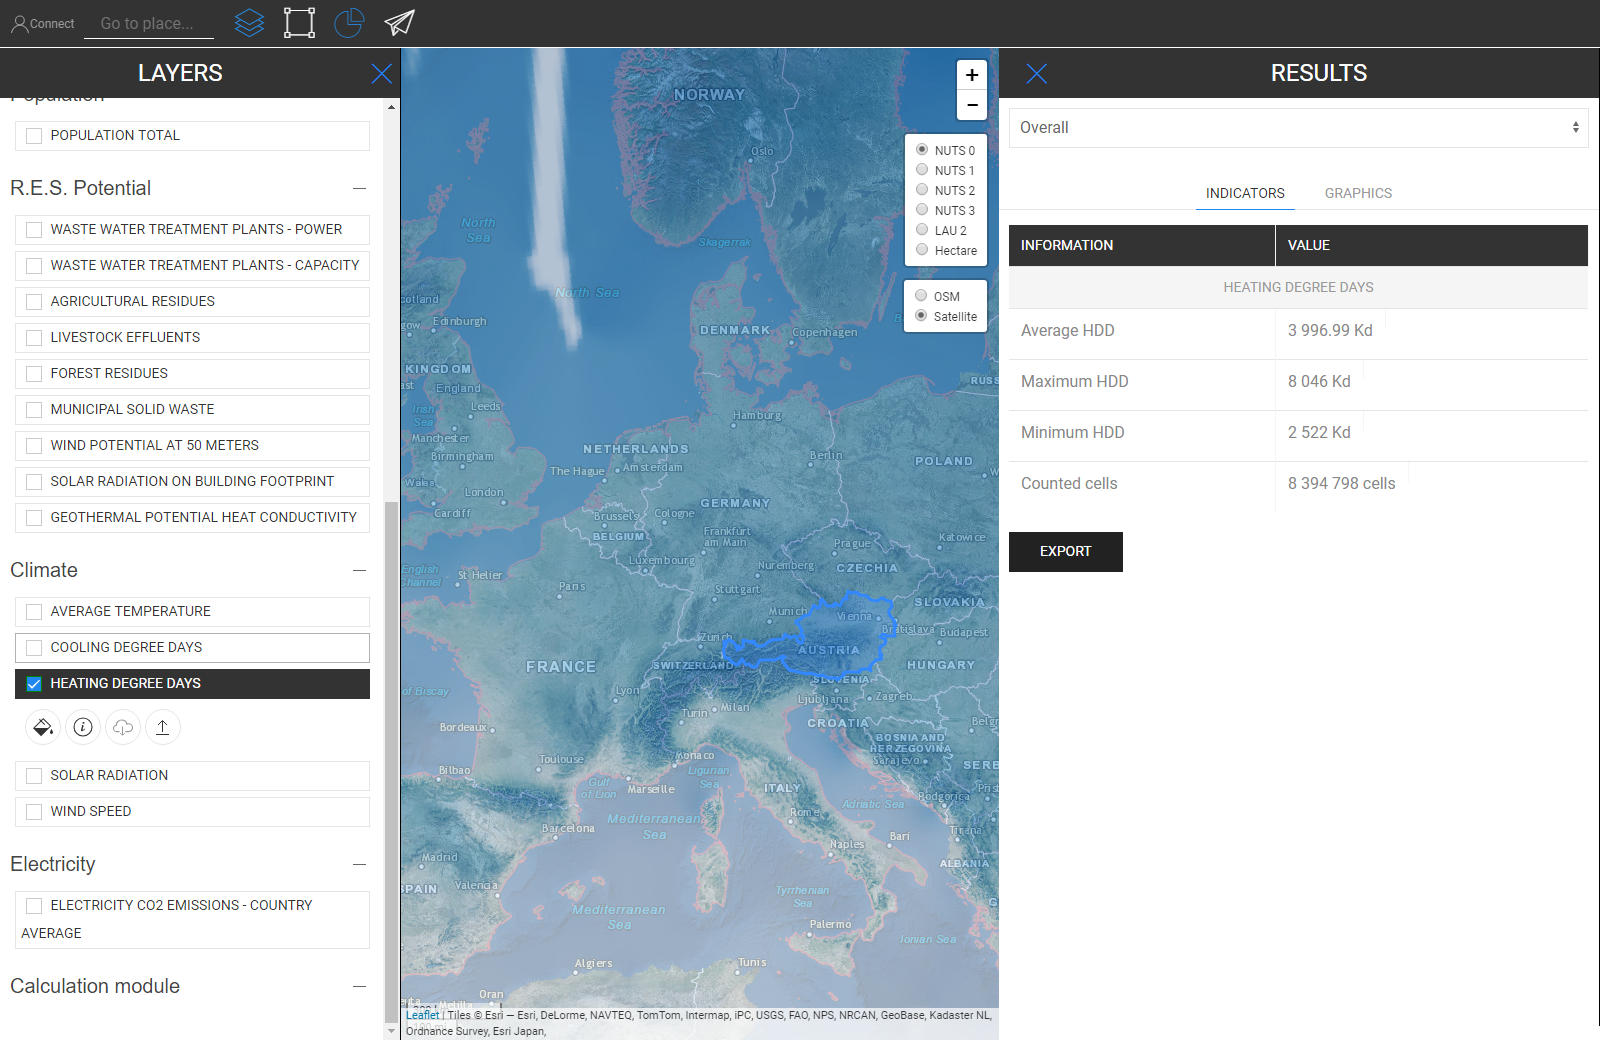 Connect
Go to place...
LAYERS
Population
POPULATION TOTAL
R.E.S. Potential
WASTE WATER TREATMENT PLANTS - POWER
WASTE WATER TREATMENT PLANTS - CAPACITY
AGRICULTURAL RESIDUES
LIVESTOCK EFFLUENTS
FOREST RESIDUES
MUNICIPAL SOLID WASTE
WIND POTENTIAL AT 50 METERS
SOLAR RADIATION ON BUILDING FOOTPRINT
GEOTHERMAL POTENTIAL HEAT CONDUCTIVITY
Climate
AVERAGE TEMPERATURE
COOLING DEGREE DAYS
HEATING DEGREE DAYS
SOLAR RADIATION
WIND SPEED
Electricity
ELECTRICITY CO2 EMISSIONS - COUNTRY
AVERAGE
Calculation module
+
−
NUTS 0
NUTS 1
NUTS 2
NUTS 3
LAU 2
Hectare
OSM
Satellite
NORWAY
Oslo
North
Sea
Skagerrak
North Sea
cotland
Edinburgh
gow
DENMARK
Copenhagen
KINGDOM
England
RUSS
Irish
Sea
Leeds
Manchester
Hamburg
Birmingham
NETHERLANDS
Berlin
The Hague
Amsterdam
POLAND
Wales
London
Cardiff
GERMANY
Brussels
Cologne
BELGIUM
Frankfurt
am Main
Prague
Katowice
Luxembourg
Nuremberg
CZECHIA
English
Channel
St Helier
Paris
Stuttgart
SLOVAKIA
Munich
Vienna
Bratislava
Budapest
Zurich
AUSTRIA
FRANCE
SWITZERLAND
HUNGARY
SLOVENIA
of Biscay
Lyon
Ljubljana
Zagreb
Turin
Milan
CROATIA
Belgr
Bordeaux
BOSNIA AND
HERZEGOVINA
Sarajevo
Monaco
Toulouse
SERB
Bilbao
Gulf
of Lion
Marseille
Ligurian
Sea
ITALY
Podgorica
Prist
Adriatic Sea
Rome
Mediterranean
Sea
Barcelona
Bari
Tirana
Naples
Madrid
ALBANIA
SPAIN
Valencia
Tyrrhenian
Sea
Mediterranean
Sea
Palermo
Ionian Sea
Algiers
Tunis
Oran
Melilla
Leaflet | Tiles © Esri — Esri, DeLorme, NAVTEQ, TomTom, Intermap, iPC, USGS, FAO, NPS, NRCAN, GeoBase, Kadaster NL,
Ordnance Survey, Esri Japan,
RESULTS
Overall
INDICATORS
GRAPHICS
INFORMATION
VALUE
HEATING DEGREE DAYS
Average HDD
3 996.99 Kd
Maximum HDD
8 046 Kd
Minimum HDD
2 522 Kd
Counted cells
8 394 798 cells
EXPORT